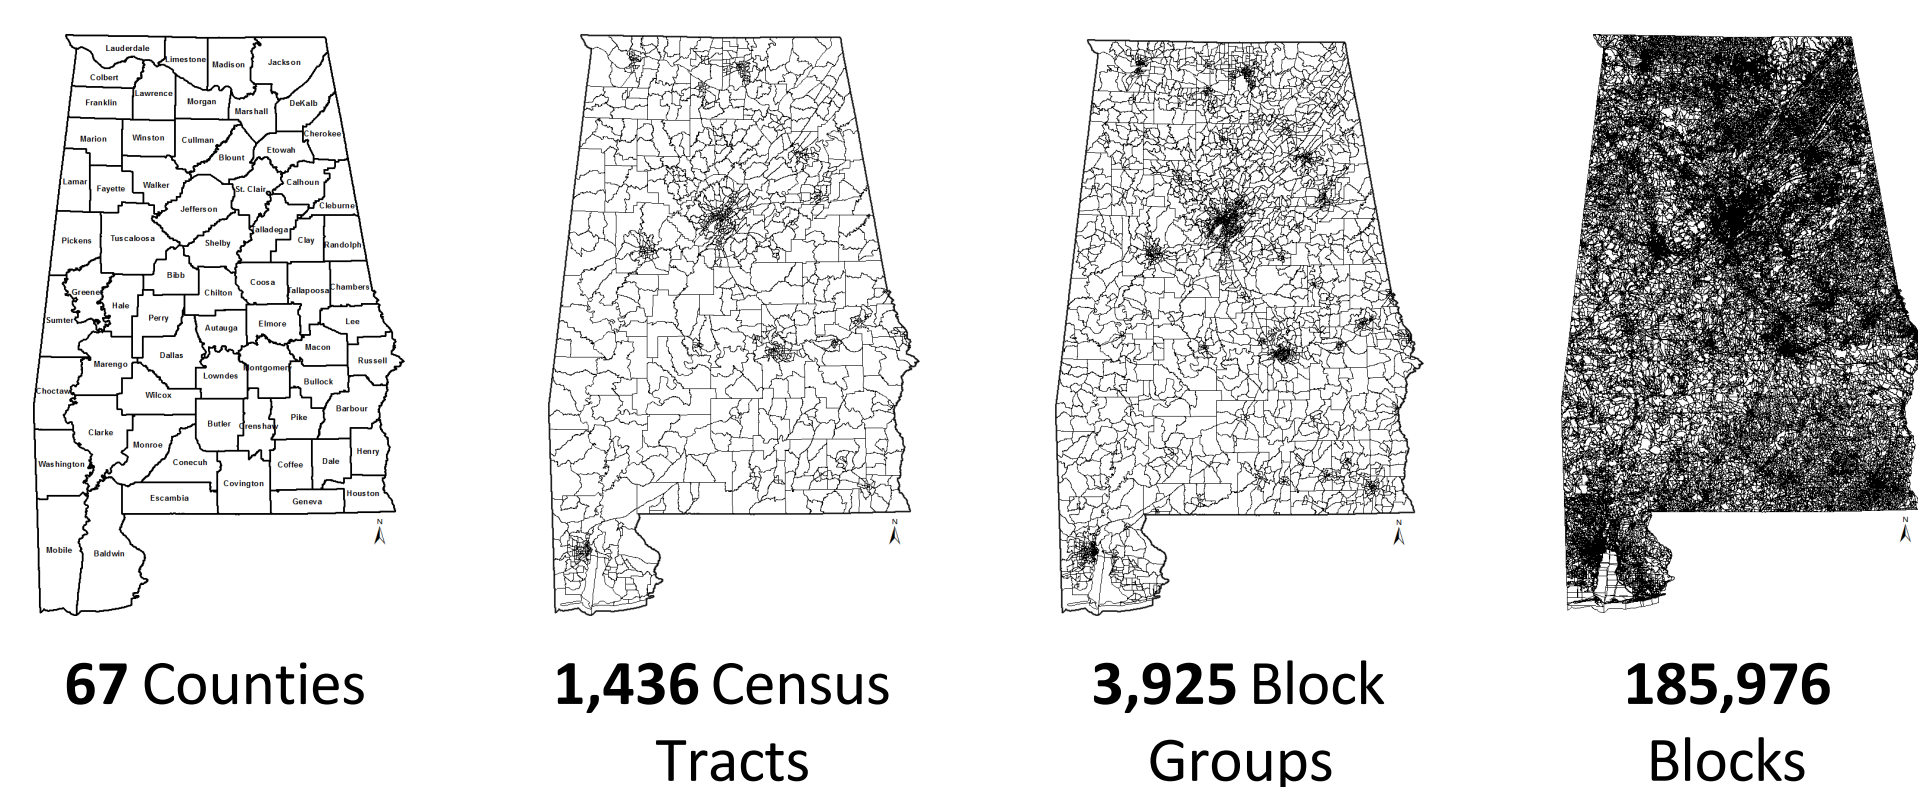 Lauderdale
Limestone
Madison
Jackson
Colbert
Lawrence
Franklin
Morgan
Marshall
DeKalb
Marion
Winston
Cullman
Cherokee
Blount
Etowah
Lamar
Fayette
Walker
St. Clair
Calhoun
Jefferson
Cleburne
Talladega
Pickens
Tuscaloosa
Shelby
Clay
Randolph
Bibb
Greene
Hale
Chilton
Coosa
Tallapoosa
Chambers
Sumter
Perry
Autauga
Elmore
Lee
Marengo
Dallas
Macon
Russell
Lowndes
Montgomery
Bullock
Choctaw
Wilcox
Clarke
Butler
Crenshaw
Pike
Barbour
Monroe
Washington
Conecuh
Coffee
Dale
Henry
Covington
Escambia
Geneva
Houston
Mobile
Baldwin
N
N
N
N
67 Counties
1,436 Census
Tracts
3,925 Block
Groups
185,976
Blocks